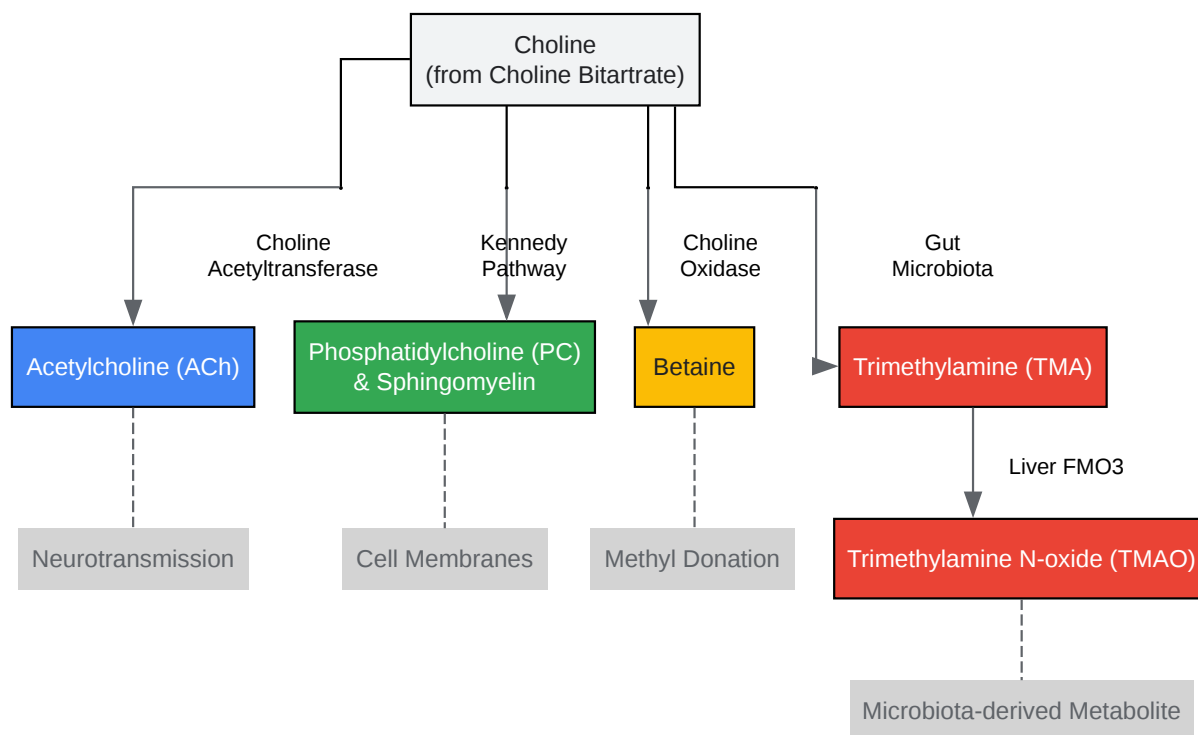 Choline
(from Choline Bitartrate)
Choline
Acetyltransferase
Kennedy
Pathway
Choline
Oxidase
Gut
Microbiota
Acetylcholine (ACh)
Phosphatidylcholine (PC)
& Sphingomyelin
Betaine
Trimethylamine (TMA)
Liver FMO3
Neurotransmission
Cell Membranes
Methyl Donation
Trimethylamine N-oxide (TMAO)
Microbiota-derived Metabolite